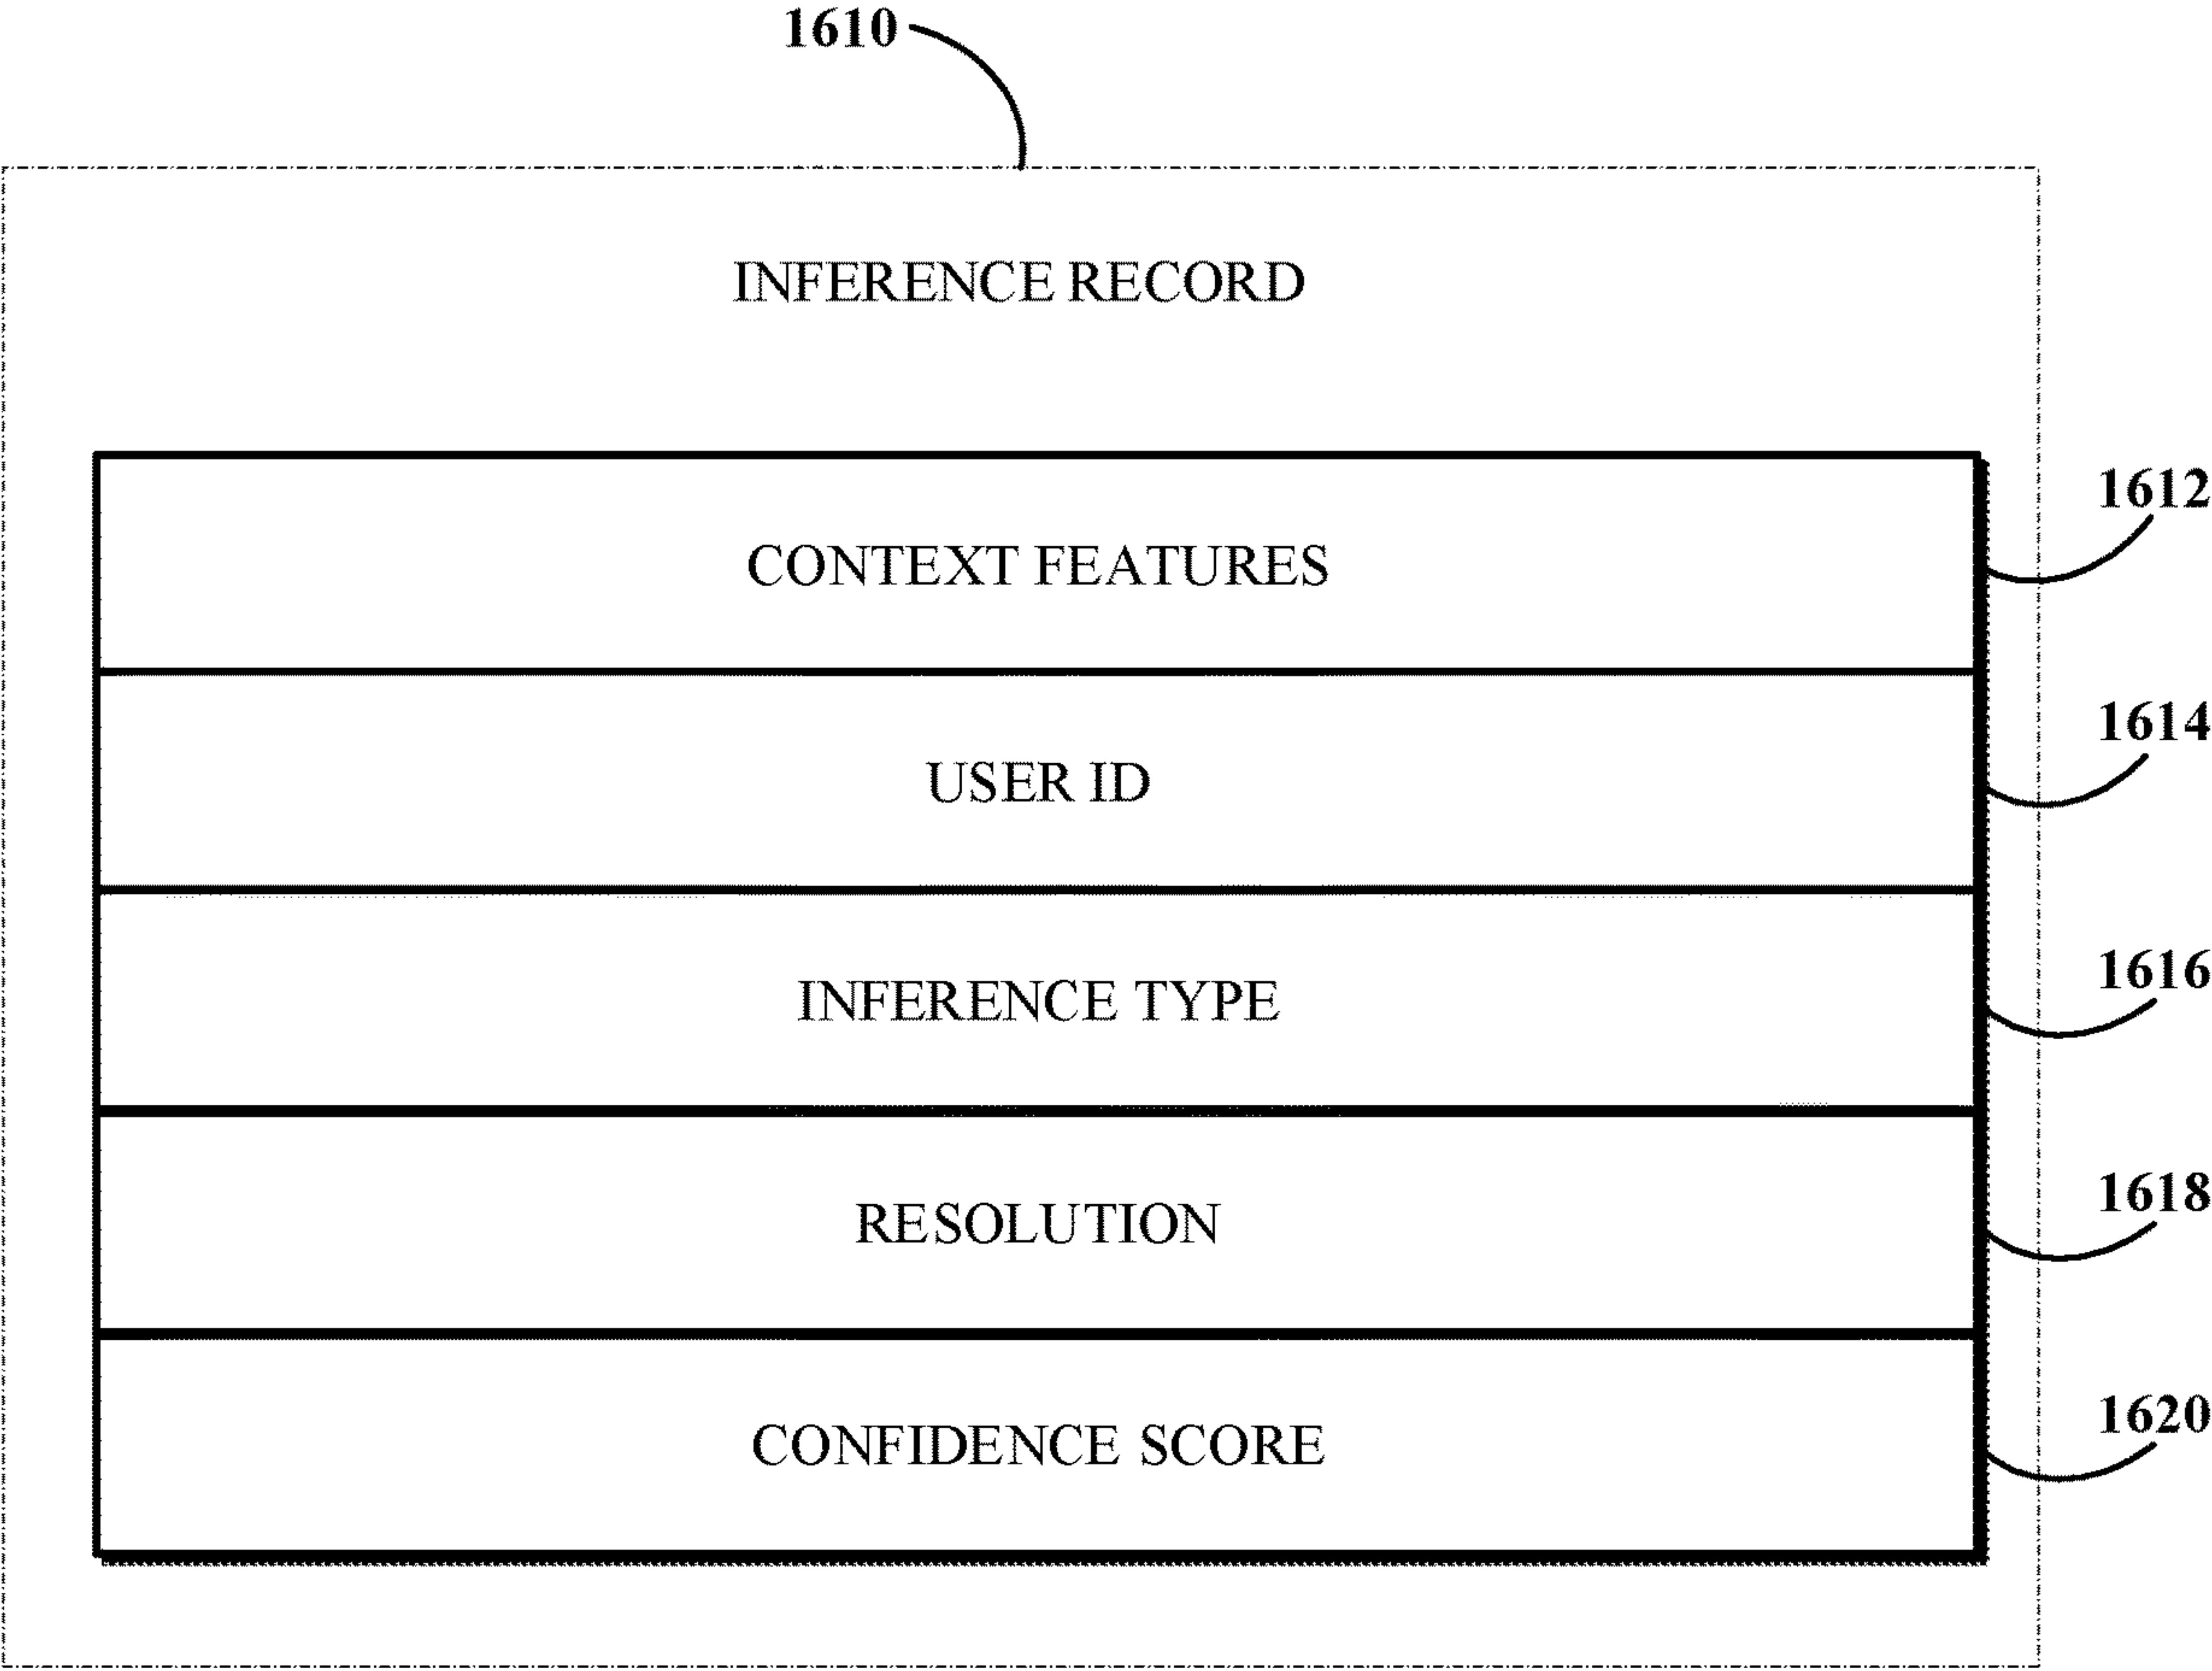 1610
INFERENCE RECORD
CONTEXT FEATURES
1612
USER ID
1614
INFERENCE TYPE
1616
RESOLUTION
1618
CONFIDENCE SCORE
1620